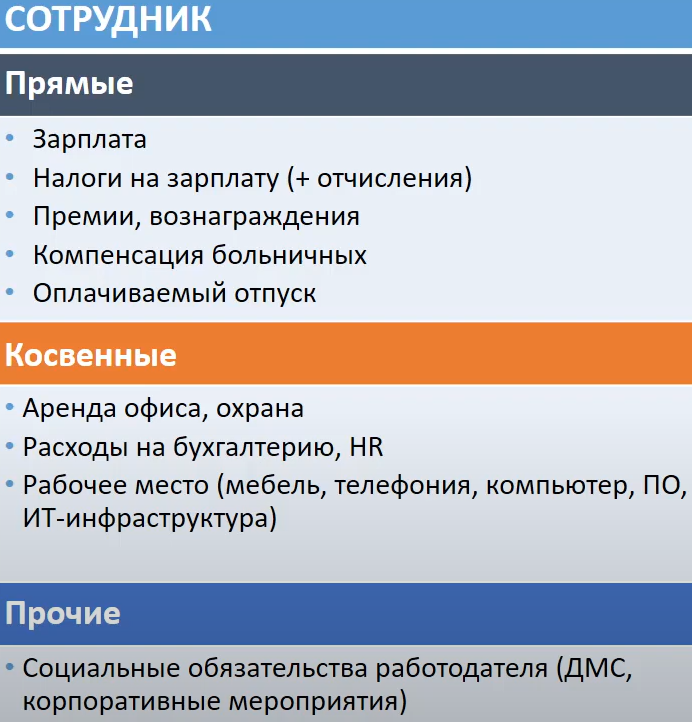 СОТРУДНИК
Прямые
• Зарплата
• Налоги на зарплату (+ отчисления)
• Премии, вознаграждения
• Компенсация больничных
• Оплачиваемый отпуск
Косвенные
• Аренда офиса, охрана
• Расходы на бухгалтерию, HR
• Рабочее место (мебель, телефония, компьютер, ПО,
ИТ-инфраструктура)
Прочие
• Социальные обязательства работодателя (ДМС,
корпоративные мероприятия)